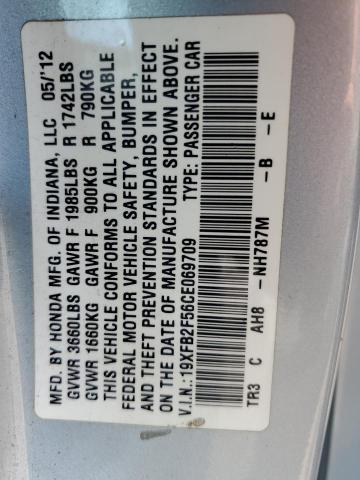 MFD. BY HONDA MFG. OF INDIANA, LLC 05/'12
GVWR 3660LBS GAWR F 1985LBS R 1742LBS
GVWR 1660KG GAWR F 900KG R 790KG
THIS VEHICLE CONFORMS TO ALL APPLICABLE
FEDERAL MOTOR VEHICLE SAFETY, BUMPER,
AND THEFT PREVENTION STANDARDS IN EFFECT
ON THE DATE OF MANUFACTURE SHOWN ABOVE.
V.I.N.:19XFB2F56CE069709 TYPE: PASSENGER CAR
TR3 C AH8 -NH787M -B -E